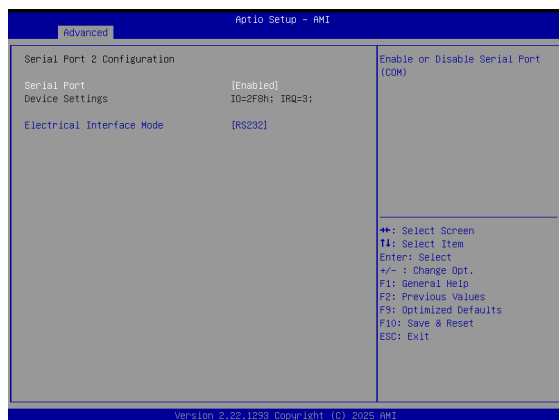 Aptio Setup – AMI
Advanced
Serial Port 2 Configuration
Serial Port [Enabled]
Device Settings IO=2F8h; IRQ=3;
Electrical Interface Mode [RS232]
Enable or Disable Serial Port
(COM)
→←: Select Screen
↑↓: Select Item
Enter: Select
+/- : Change Opt.
F1: General Help
F2: Previous Values
F9: Optimized Defaults
F10: Save & Reset
ESC: Exit
Version 2.22.1293 Copyright (C) 2025 AMI